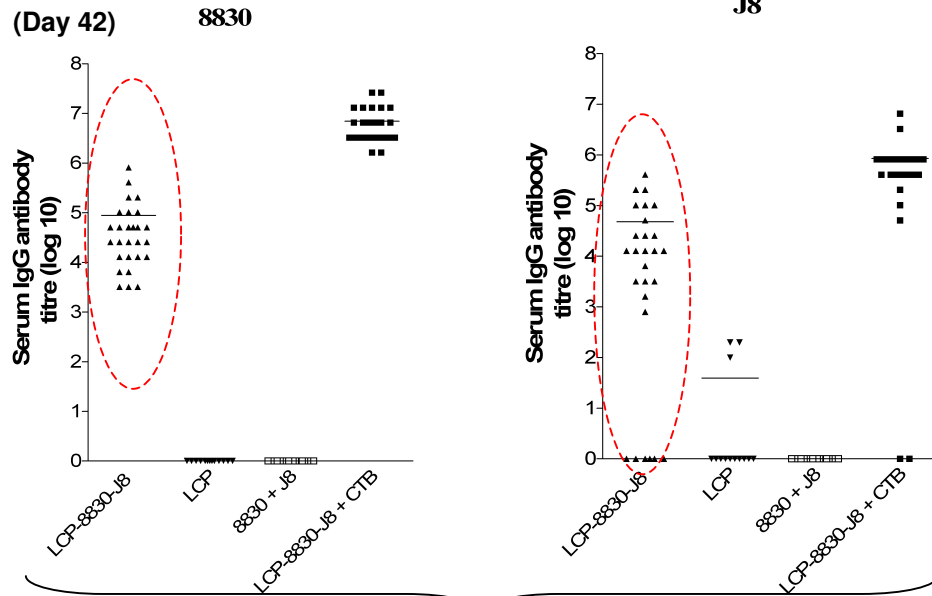 (Day 42)
8830
8
7
6
5
4
3
2
1
0
Serum IgG antibody
titre (log 10)
LCP-8830-J8
LCP
8830 + J8
LCP-8830-J8 + CTB
J8
8
7
6
5
4
3
2
1
0
Serum IgG antibody
titre (log 10)
LCP-8830-J8
LCP
8830 + J8
LCP-8830-J8 + CTB